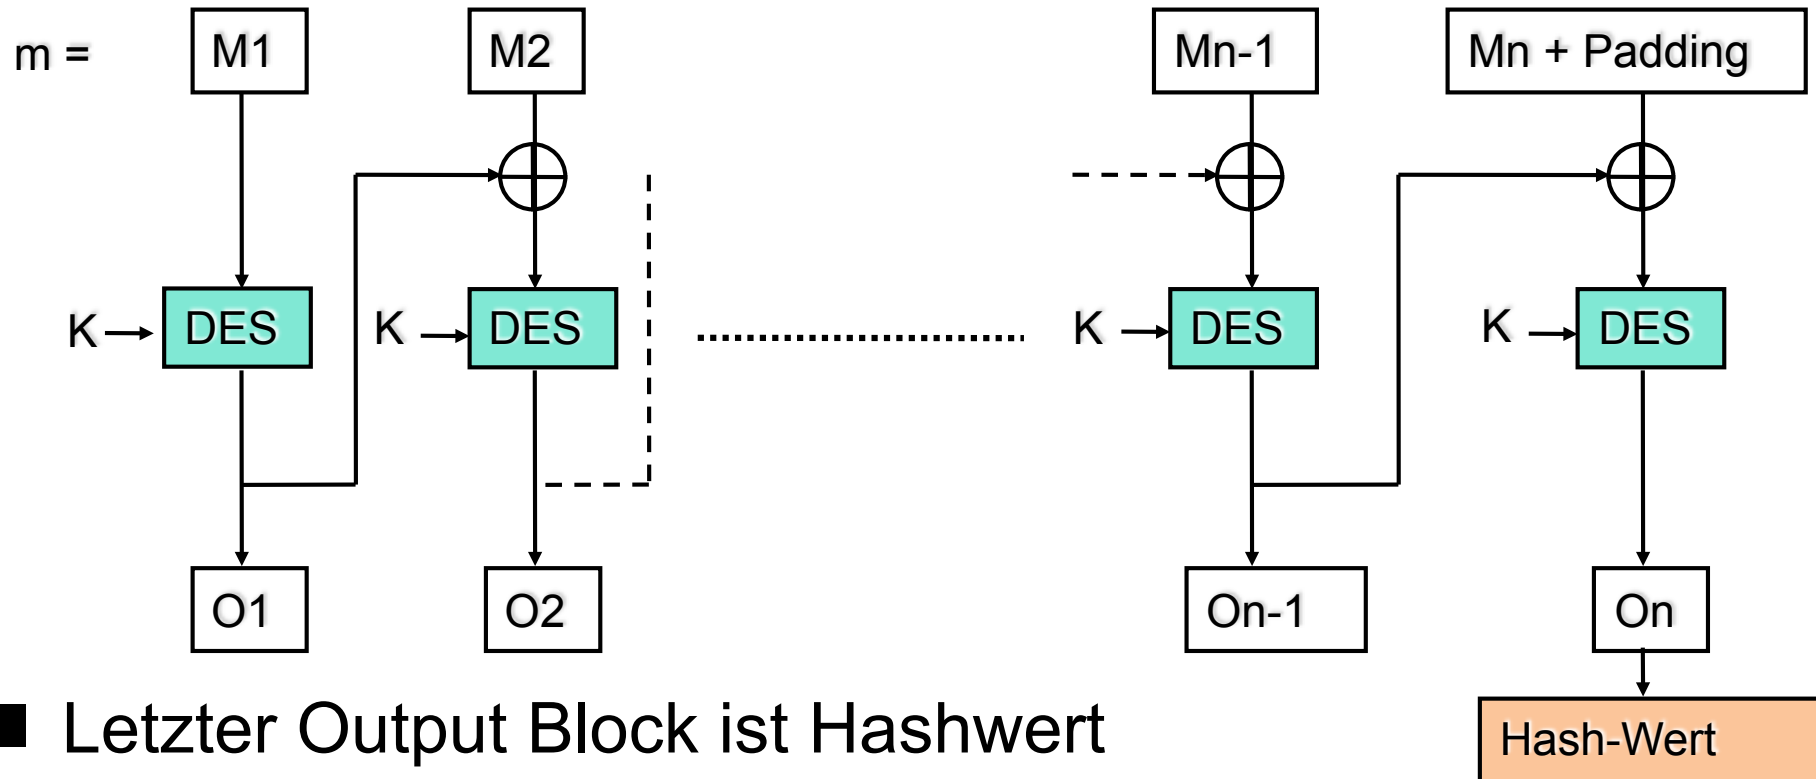 m = M1 M2 Mn-1 Mn + Padding
K DES K DES K DES K DES
O1 O2 On-1 On
Letzter Output Block ist Hashwert
Hash-Wert